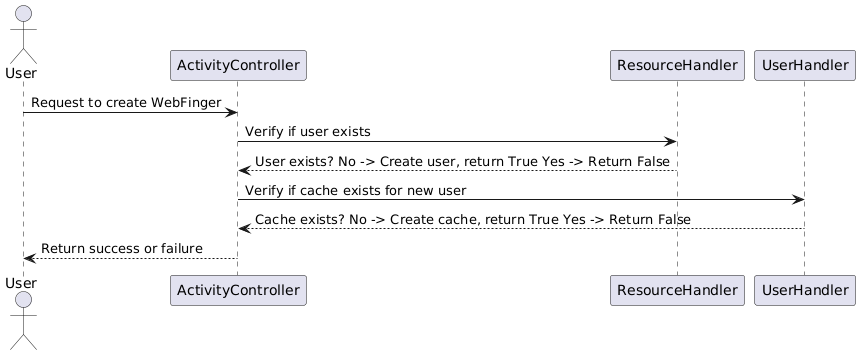 User
ActivityController
ResourceHandler
UserHandler
Request to create WebFinger
Verify if user exists
User exists? No -> Create user, return True Yes -> Return False
Verify if cache exists for new user
Cache exists? No -> Create cache, return True Yes -> Return False
Return success or failure
User
ActivityController
ResourceHandler
UserHandler